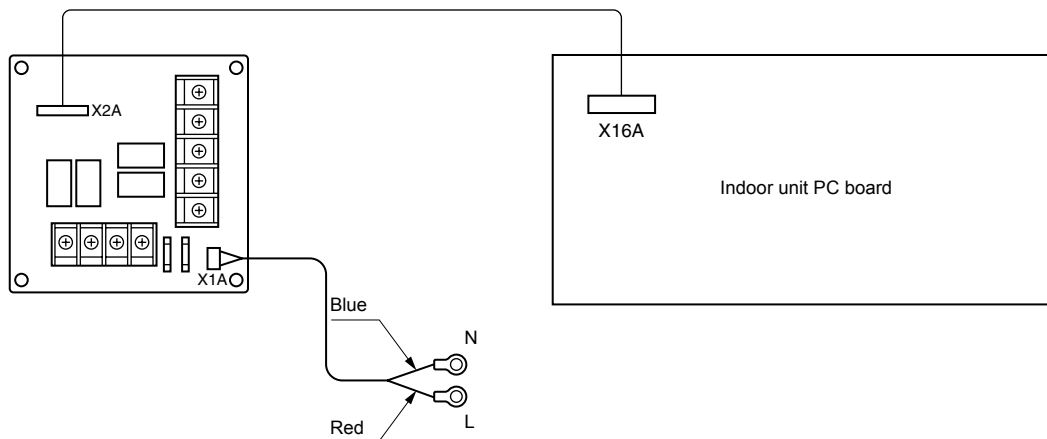 X2A
X16A
Indoor unit PC board
X1A
Blue
N
Red
L